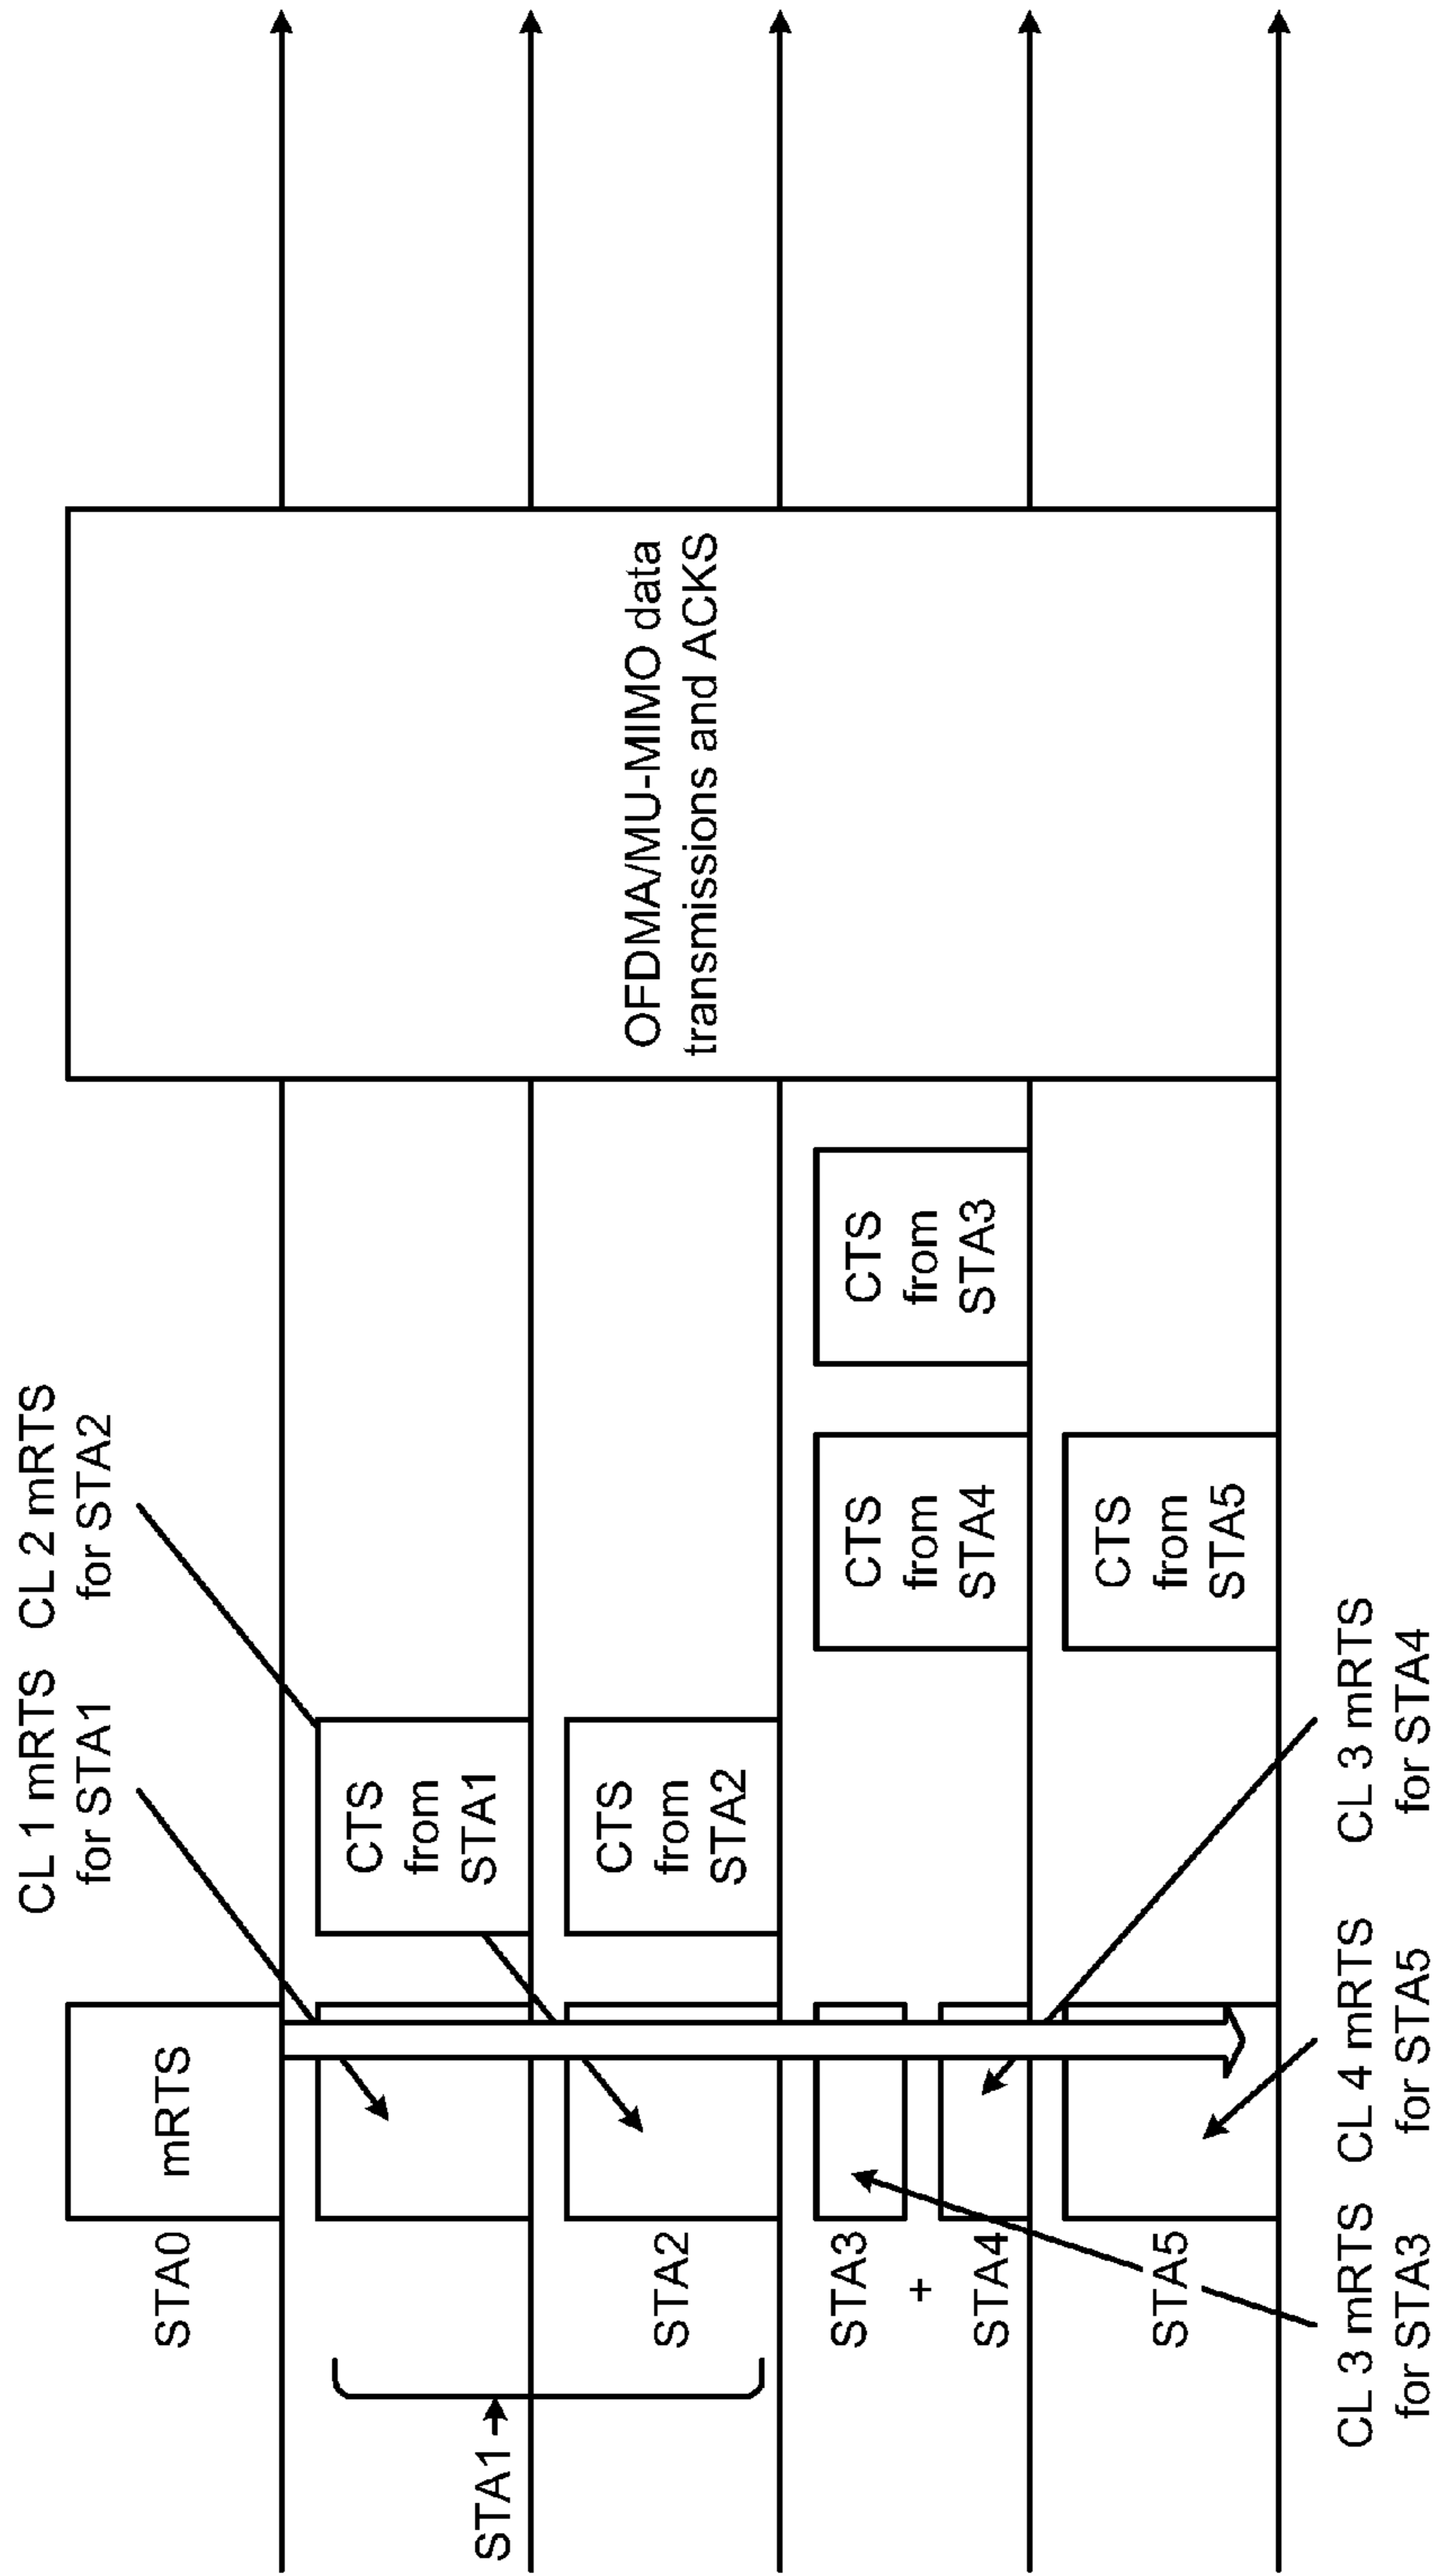 CL 1 mRTS
for STA1
CL 2 mRTS
for STA2
STA0
mRTS
STA1
CTS
from
STA1
STA2
CTS
from
STA2
OFDMA/MU-MIMO data
transmissions and ACKS
STA3
+
STA4
CTS
from
STA4
CTS
from
STA3
STA5
CTS
from
STA5
CL 3 mRTS
for STA3
CL 4 mRTS
for STA5
CL 3 mRTS
for STA4